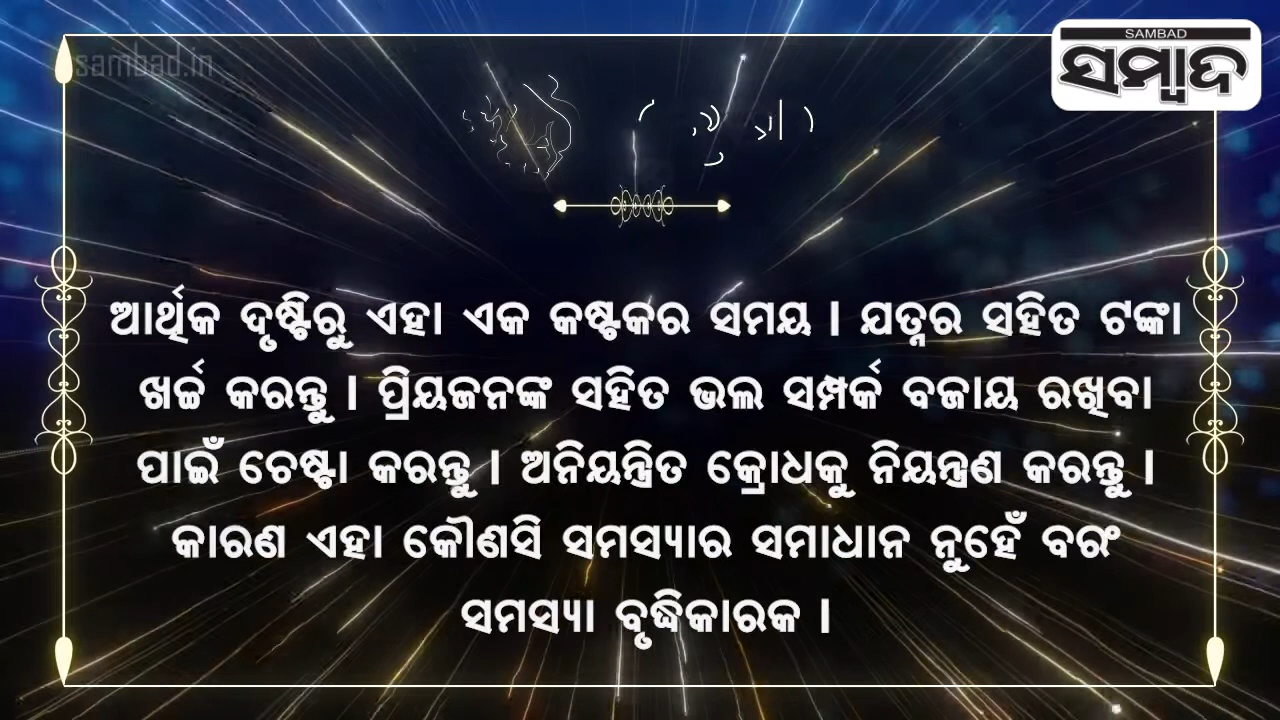 sambad.in
SAMBAD
ସମ୍ବାଦ
ଆର୍ଥିକ ଦୃଷ୍ଟିରୁ ଏହା ଏକ କଷ୍ଟକର ସମୟ । ଯତ୍ନର ସହିତ ଟଙ୍କା
ଖର୍ଚ୍ଚ କରନ୍ତୁ । ପ୍ରିୟଜନଙ୍କ ସହିତ ଭଲ ସମ୍ପର୍କ ବଜାୟ ରଖିବା
ପାଇଁ ଚେଷ୍ଟା କରନ୍ତୁ । ଅନିୟନ୍ତ୍ରିତ କ୍ରୋଧକୁ ନିୟନ୍ତ୍ରଣ କରନ୍ତୁ ।
କାରଣ ଏହା କୌଣସି ସମସ୍ୟାର ସମାଧାନ ନୁହେଁ ବରଂ
ସମସ୍ୟା ବୃଦ୍ଧିକାରକ ।